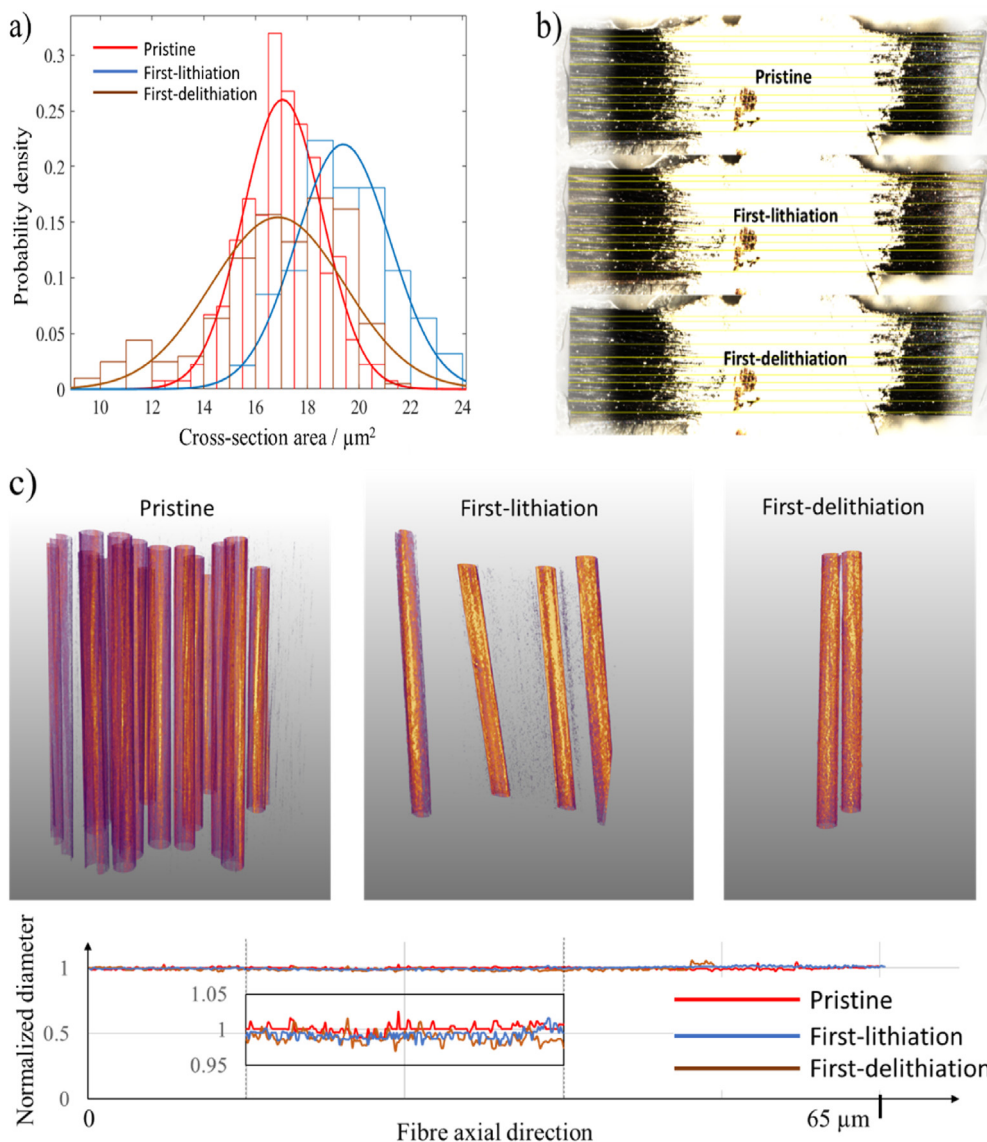 a)
Probability density
0.3
0.25
0.2
0.15
0.1
0.05
0
Pristine
First-lithiation
First-delithiation
10 12 14 16 18 20 22 24
Cross-section area / µm²
b)
Pristine
First-lithiation
First-delithiation
c)
Pristine
First-lithiation
First-delithiation
Normalized diameter
1
0.5
0
1.05
1
0.95
Pristine
First-lithiation
First-delithiation
0
65 µm
Fibre axial direction